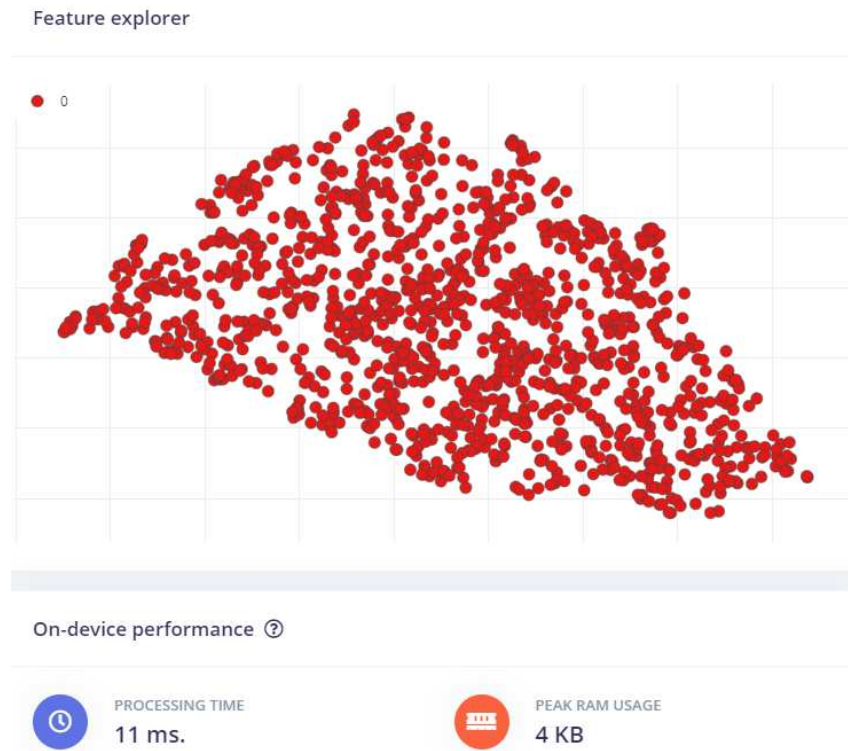 Feature explorer
0
On-device performance ?
PROCESSING TIME
11 ms.
PEAK RAM USAGE
4 KB